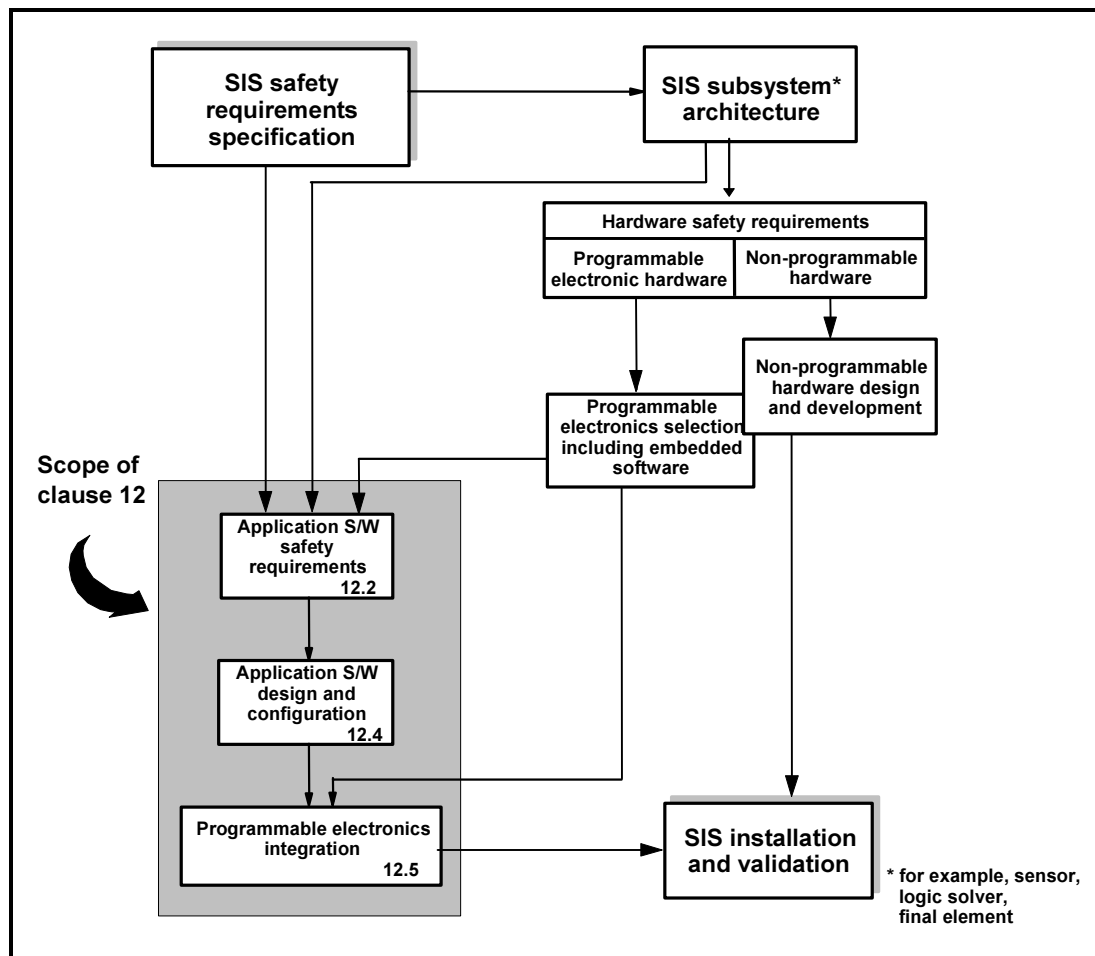 SIS safety
requirements
specification
SIS subsystem*
architecture
Hardware safety requirements
Programmable
electronic hardware
Non-programmable
hardware
Non-programmable
hardware design
and development
Programmable
electronics selection
including embedded
software
Scope of
clause 12
Application S/W
safety
requirements
12.2
Application S/W
design and
configuration
12.4
Programmable electronics
integration
12.5
SIS installation
and validation
* for example, sensor,
logic solver,
final element